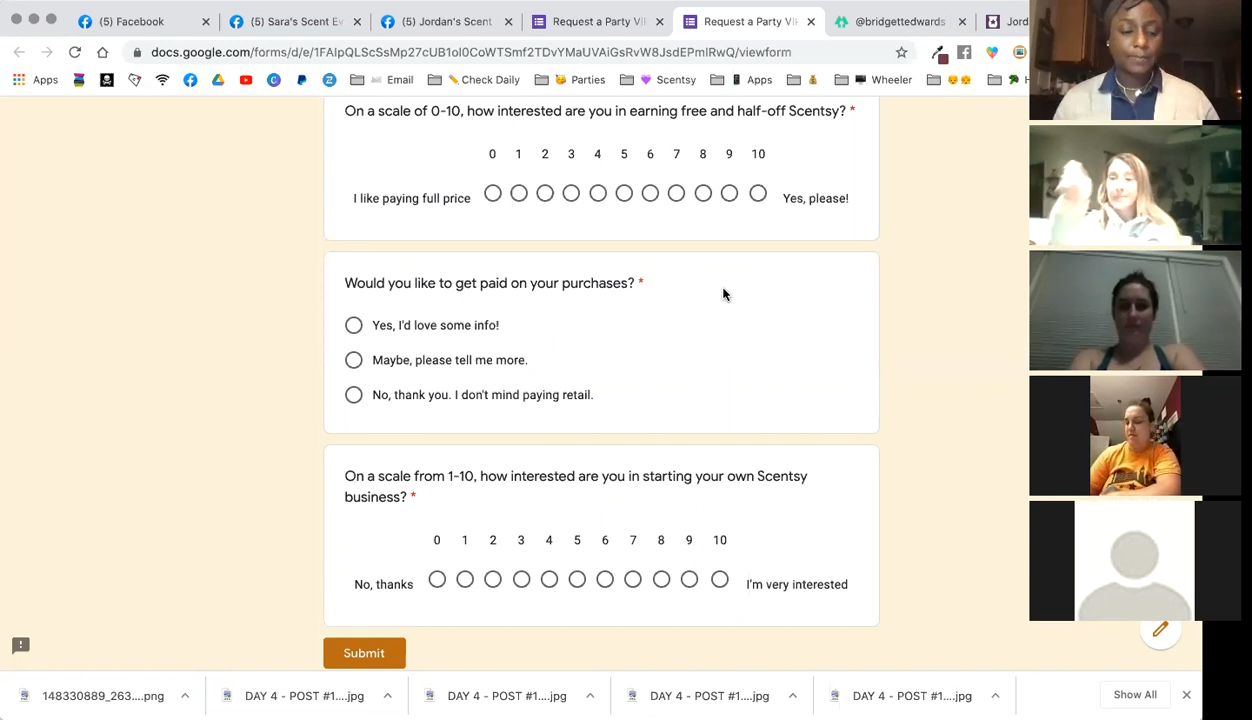 (5) Facebook
(5) Sara's Scent Ev
(5) Jordan's Scent
Request a Party Vi
Request a Party VI
@bridgettedwards
Jord
docs.google.com/forms/d/e/1FAIpQLScSsMp27cUB1oI0CoWTSmf2TDvYMaUVAiGsRvW8JsdEPmIRwQ/viewform
Apps
Email
Check Daily
Parties
Scentsy
Apps
Wheeler
H
On a scale of 0-10, how interested are you in earning free and half-off Scentsy? *
0 1 2 3 4 5 6 7 8 9 10
I like paying full price
Yes, please!
Would you like to get paid on your purchases? *
Yes, I'd love some info!
Maybe, please tell me more.
No, thank you. I don't mind paying retail.
On a scale from 1-10, how interested are you in starting your own Scentsy
business? *
0 1 2 3 4 5 6 7 8 9 10
No, thanks
I'm very interested
Submit
148330889_263....png
DAY 4 - POST #1....jpg
DAY 4 - POST #1....jpg
DAY 4 - POST #1....jpg
DAY 4 - POST #1....jpg
Show All